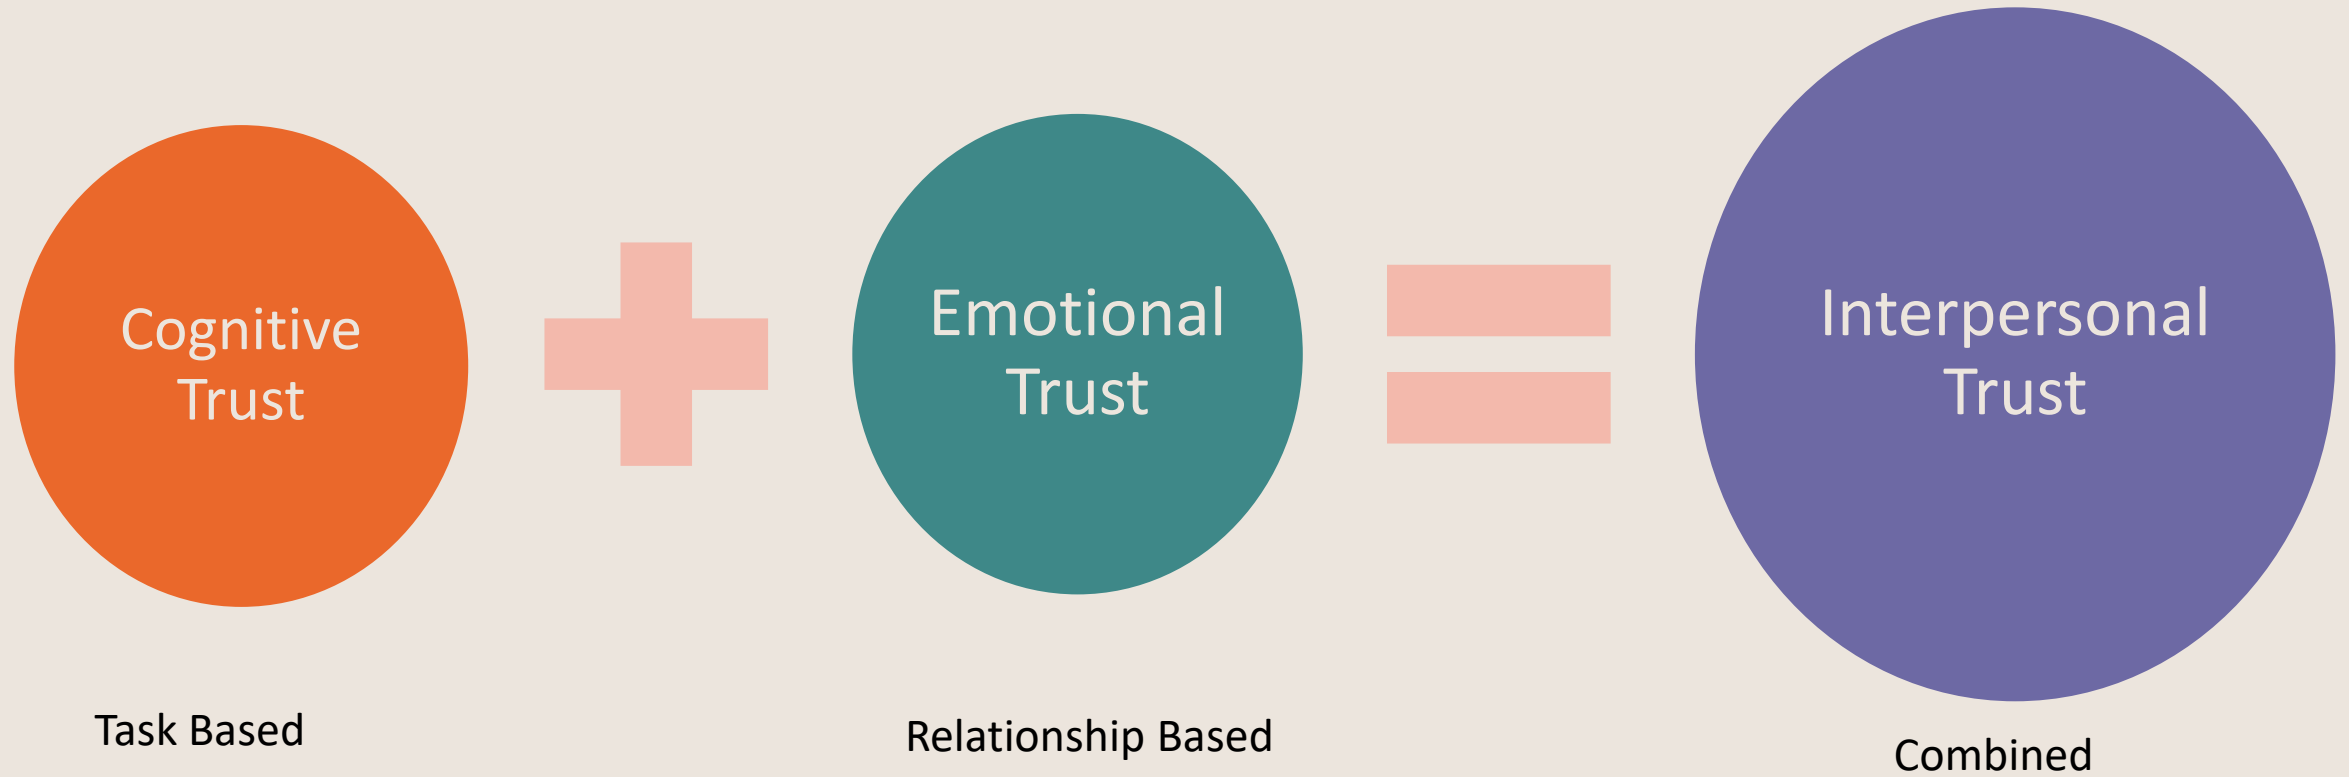 Cognitive
Trust
Emotional
Trust
Interpersonal
Trust
Task Based
Relationship Based
Combined